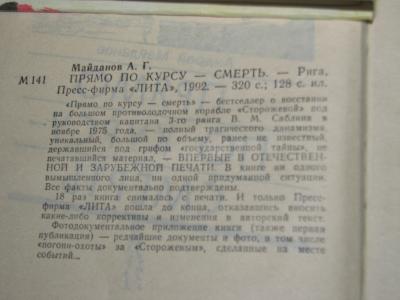 Майданов А. Г.
М 141 ПРЯМО ПО КУРСУ — СМЕРТЬ. — Рига,
Пресс-фирма «ЛИТА», 1992. — 320 с.; 128 с. ил.
«Прямо по курсу — смерть» — бестселлер о восстании
на большом противолодочном корабле «Сторожевой» под
руководством капитана 3-го ранга В. М. Саблина в
ноябре 1975 года, — полный трагического динамизма,
уникальный, большой по объему, ранее не известный,
державшийся под грифом «государственной тайны», не
печатавшийся материал, — ВПЕРВЫЕ В ОТЕЧЕСТВЕН-
НОЙ И ЗАРУБЕЖНОЙ ПЕЧАТИ. В книге ни одного
вымышленного лица, ни одной придуманной ситуации.
Все факты документально подтверждены.
18 раз книга снималась с печати. И только Пресс-
фирма «ЛИТА» пошла до конца, отказавшись вносить
какие-либо коррективы и изменения в авторский текст.
Фотодокументальное приложение книги (также первая
публикация) — редчайшие документы и фото, в том числе
«погони-охоты» за «Сторожевым», сделанные на месте
событий...